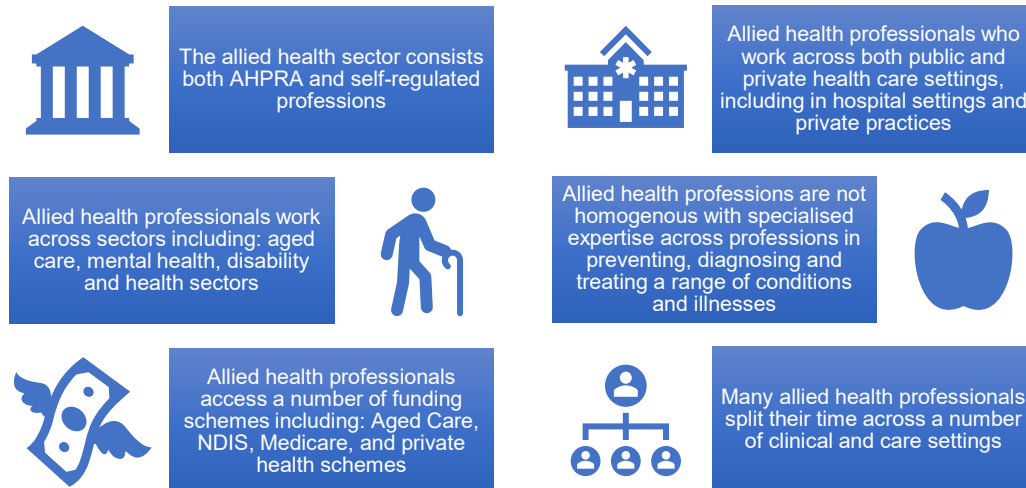 The allied health sector consists
both AHPRA and self-regulated
professions
Allied health professionals who
work across both public and
private health care settings,
including in hospital settings and
private practices
Allied health professionals work
across sectors including: aged
care, mental health, disability
and health sectors
Allied health professions are not
homogenous with specialised
expertise across professions in
preventing, diagnosing and
treating a range of conditions
and illnesses
Allied health professionals
access a number of funding
schemes including: Aged Care,
NDIS, Medicare, and private
health schemes
Many allied health professionals
split their time across a number
of clinical and care settings